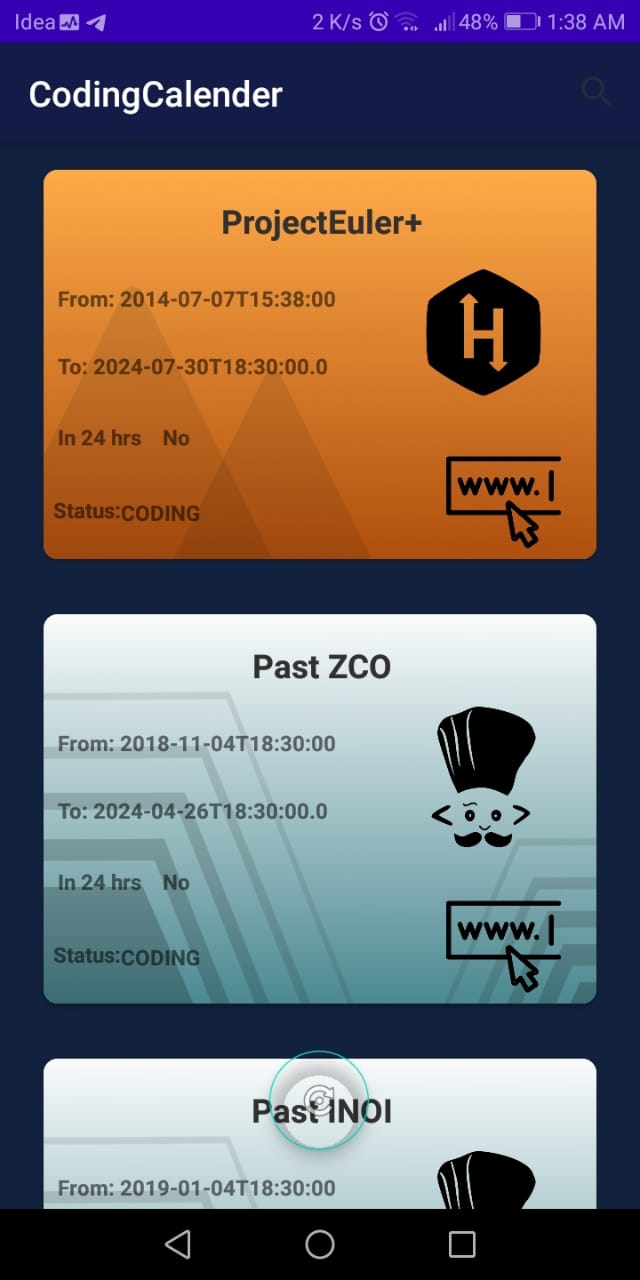 Idea 2 K/s 48% 1:38 AM
CodingCalender
ProjectEuler+
From: 2014-07-07T15:38:00
To: 2024-07-30T18:30:00.0
In 24 hrs No
Status:CODING
H
www.
Past ZCO
From: 2018-11-04T18:30:00
To: 2024-04-26T18:30:00.0
In 24 hrs No
Status:CODING
www.
Past INOI
From: 2019-01-04T18:30:00